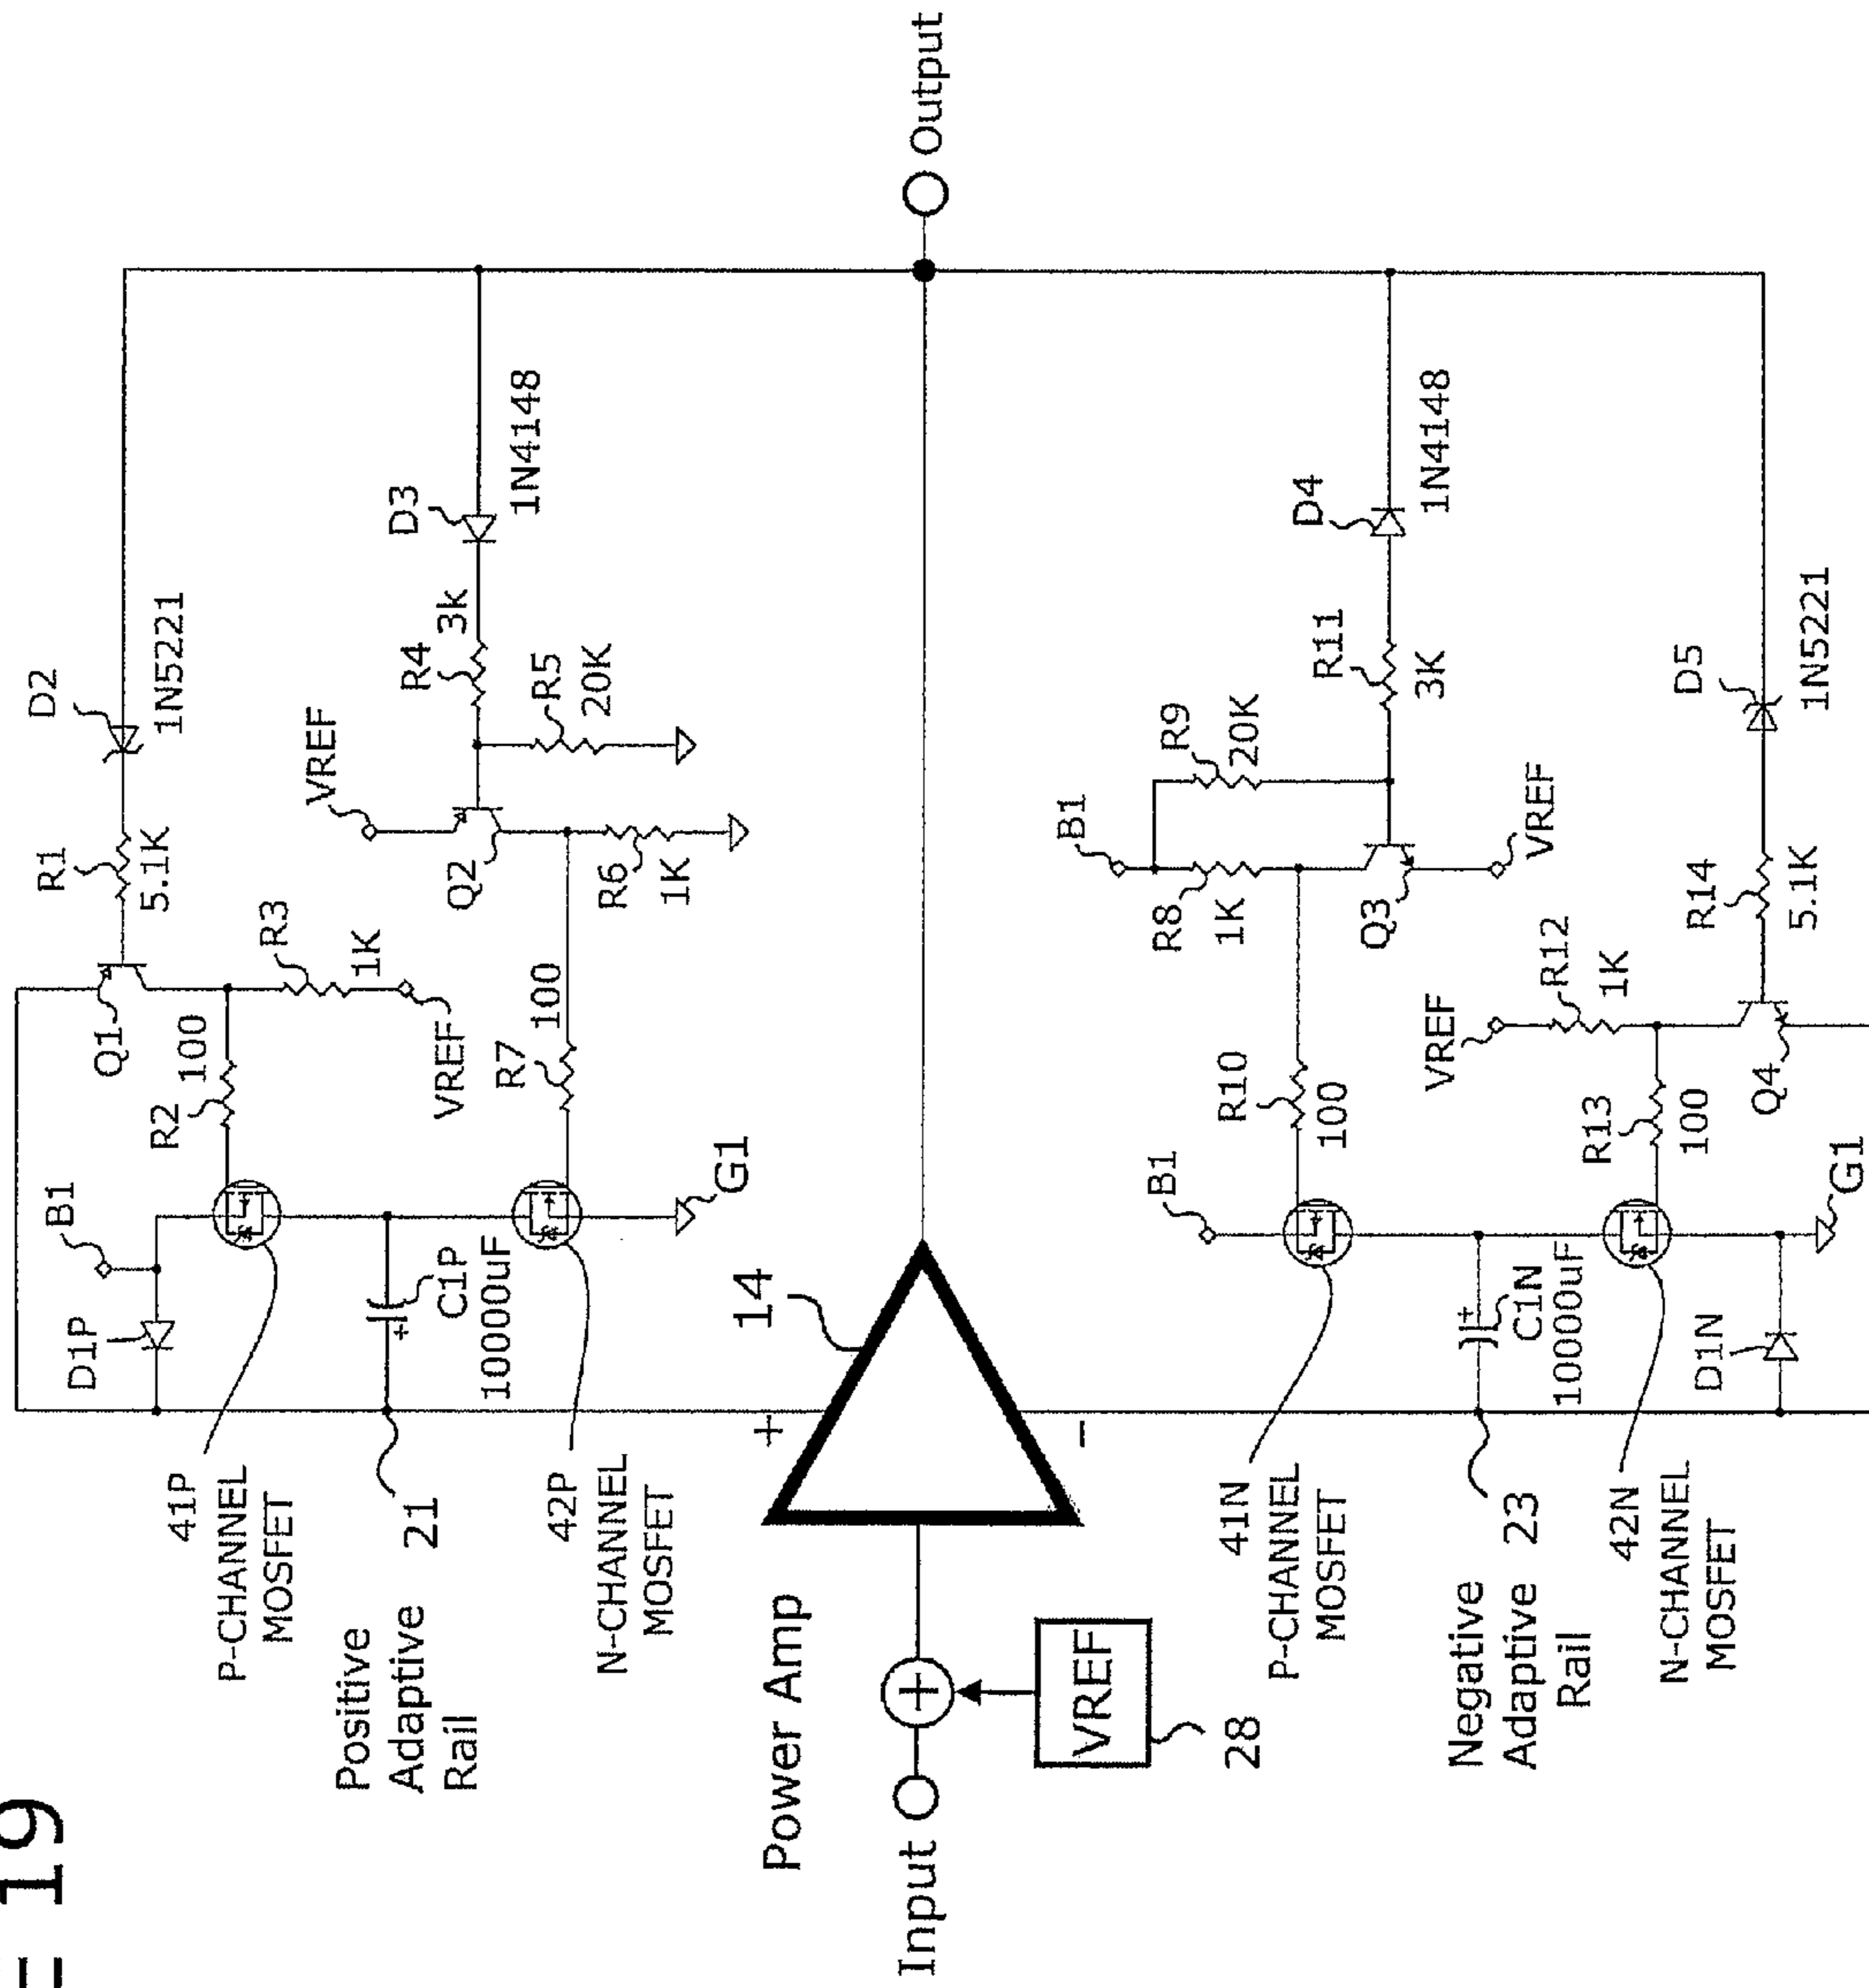 19
D2
1N5221
R1
5.1K
Q1
R3
1K
VREF
R2
100
B1
D1P
41P
P-CHANNEL
MOSFET
D3
1N4148
R4
3k
R5
20K
VREF
Q2
R6
1K
R7
100
G1
C1P
10000uF
Positive
Adaptive 21
Rail
42P
N-CHANNEL
MOSFET
+
-
14
Power Amp
Input
+
VREF
28
Output
D4
1N4148
R11
3K
R9
20K
B1
R8
1K
Q3
VREF
R10
100
B1
41N
P-CHANNEL
MOSFET
D5
1N5221
R14
5.1K
R12
1K
VREF
Q4
R13
100
G1
+
C1N
10000uF
D1N
Negative
Adaptive 23
Rail
42N
N-CHANNEL
MOSFET